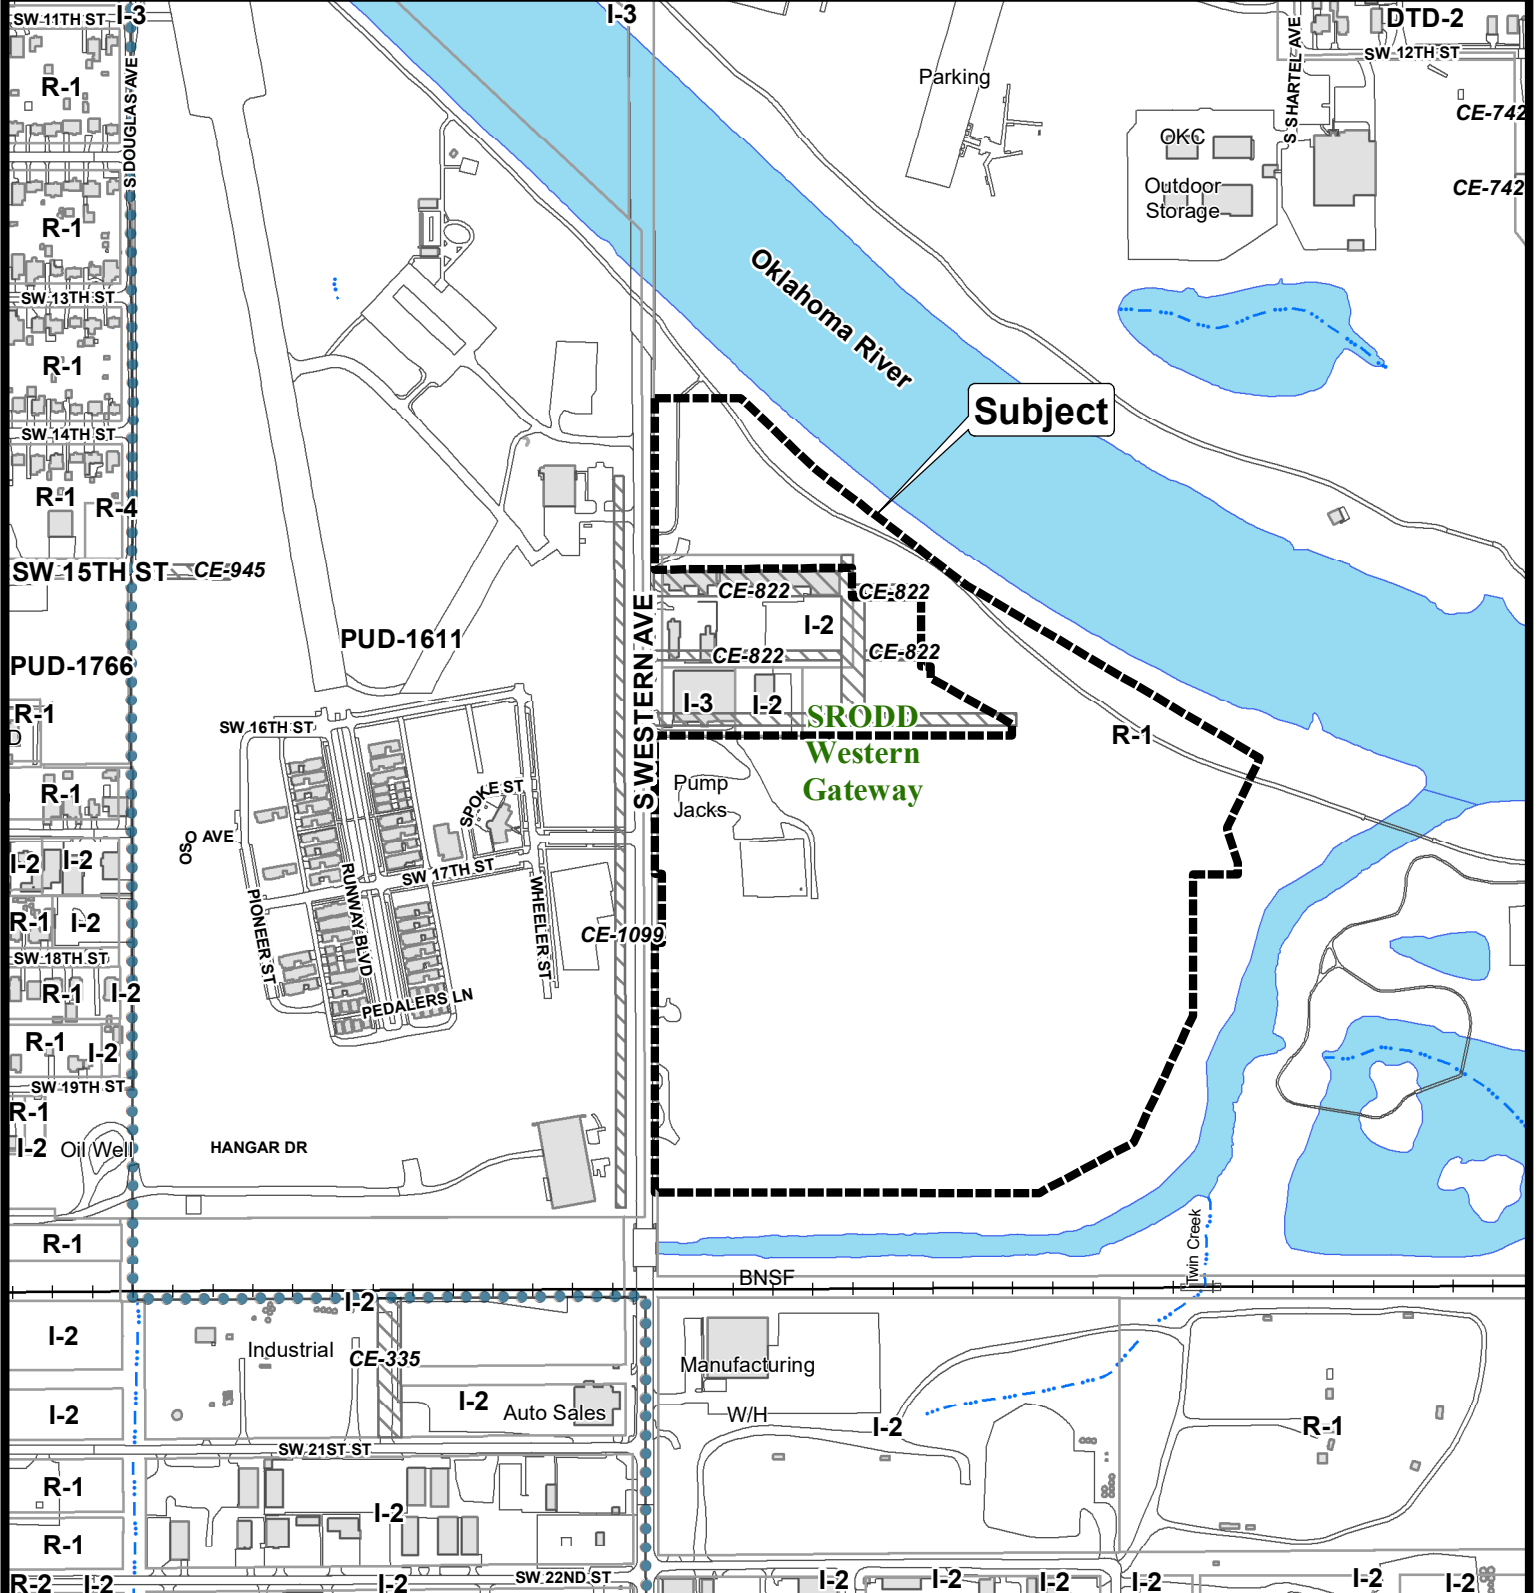 SW 11TH ST
I-3
I-3
DTD-2
SW 12TH ST
S SHARTEL AVE
S DOUGLAS AVE
R-1
Parking
CE-742
OKC
Outdoor
Storage
CE-742
R-1
SW 13TH ST
Oklahoma River
R-1
Subject
SW 14TH ST
R-1
R-4
SW 15TH ST
CE-945
CE-822
CE-822
S WESTERN AVE
I-2
PUD-1611
CE-822
CE-822
PUD-1766
I-3
I-2
R-1
D
SW 16TH ST
SRODD
Western
Gateway
R-1
Pump
Jacks
SPOKE ST
R-1
OSO AVE
I-2
I-2
SW 17TH ST
RUNWAY BLVD
WHEELER ST
PIONEER ST
R-1
I-2
CE-1099
SW 18TH ST
R-1
I-2
PEDALERS LN
R-1
I-2
SW 19TH ST
R-1
I-2
Oil Well
HANGAR DR
R-1
Twin Creek
BNSF
I-2
I-2
Industrial
CE-335
Manufacturing
I-2
I-2
Auto Sales
W/H
I-2
R-1
SW 21ST ST
R-1
I-2
R-1
R-2
I-2
I-2
SW 22ND ST
I-2
I-2
I-2
I-2
I-2
I-2